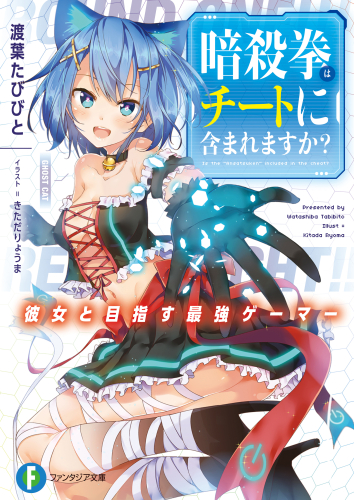 暗殺拳は
チートに
含まれますか?
Is the "Ansatsuken" included in the cheat?
渡葉たびびと
イラスト=きただりょうま
GHOST CAT
Presented by
Watashiba Tabibito
Illust =
Kitada Ryoma
彼女と目指す最強ゲーマー
F
ファンタジア文庫